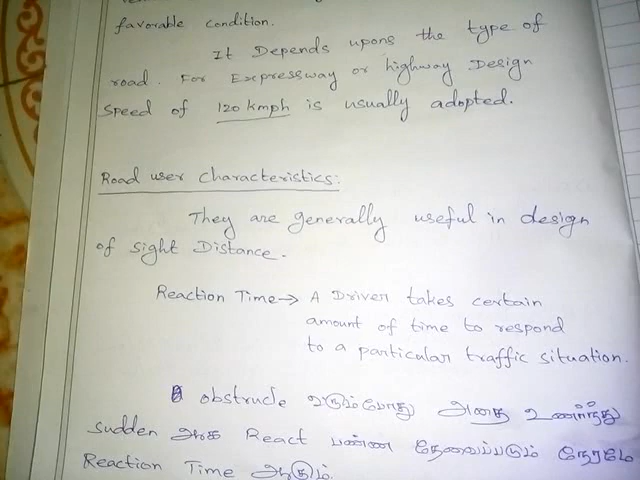 favorable condition.
It Depends upons the type of
road. For Expressway or highway Design
Speed of 120 kmph is usually adopted.
Road user characteristics:
They are generally useful in design
of sight Distance.
Reaction Time → A Driver takes certain
amount of time to respond
to a particular traffic situation.
obstrucle வரும்போது அதை உணர்ந்து
sudden ஆக React பண்ண தேவைப்படும் நேரமே
Reaction Time ஆகும்.